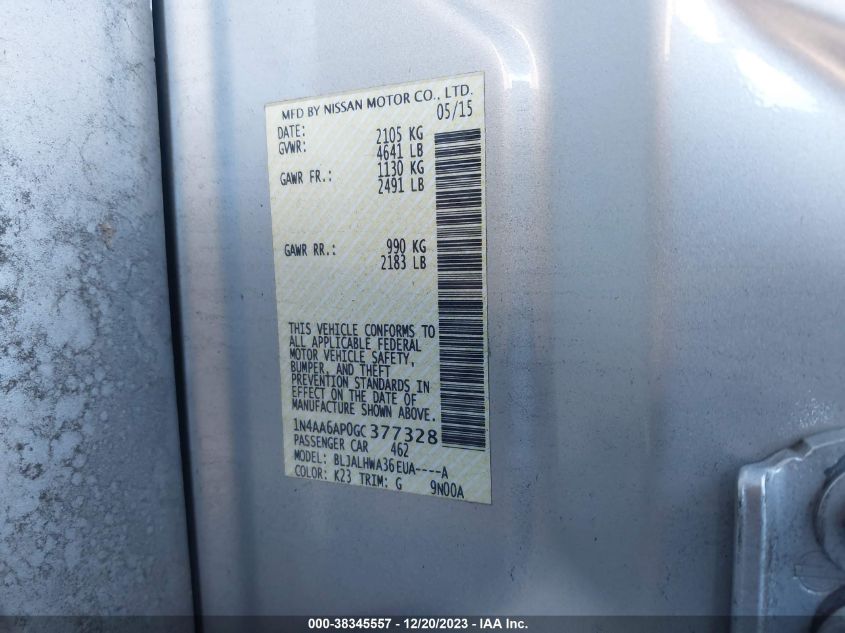 MFD BY NISSAN MOTOR CO., LTD.
DATE: 05/15
GVWR: 2105 KG
4641 LB
GAWR FR.: 1130 KG
2491 LB
GAWR RR.: 990 KG
2183 LB
THIS VEHICLE CONFORMS TO
ALL APPLICABLE FEDERAL
MOTOR VEHICLE SAFETY,
BUMPER, AND THEFT
PREVENTION STANDARDS IN
EFFECT ON THE DATE OF
MANUFACTURE SHOWN ABOVE.
1N4AA6AP0GC377328
PASSENGER CAR 462
MODEL: BLJALHWA36EUA----A
COLOR: K23 TRIM: G 9N00A
000-38345557 - 12/20/2023 - IAA Inc.